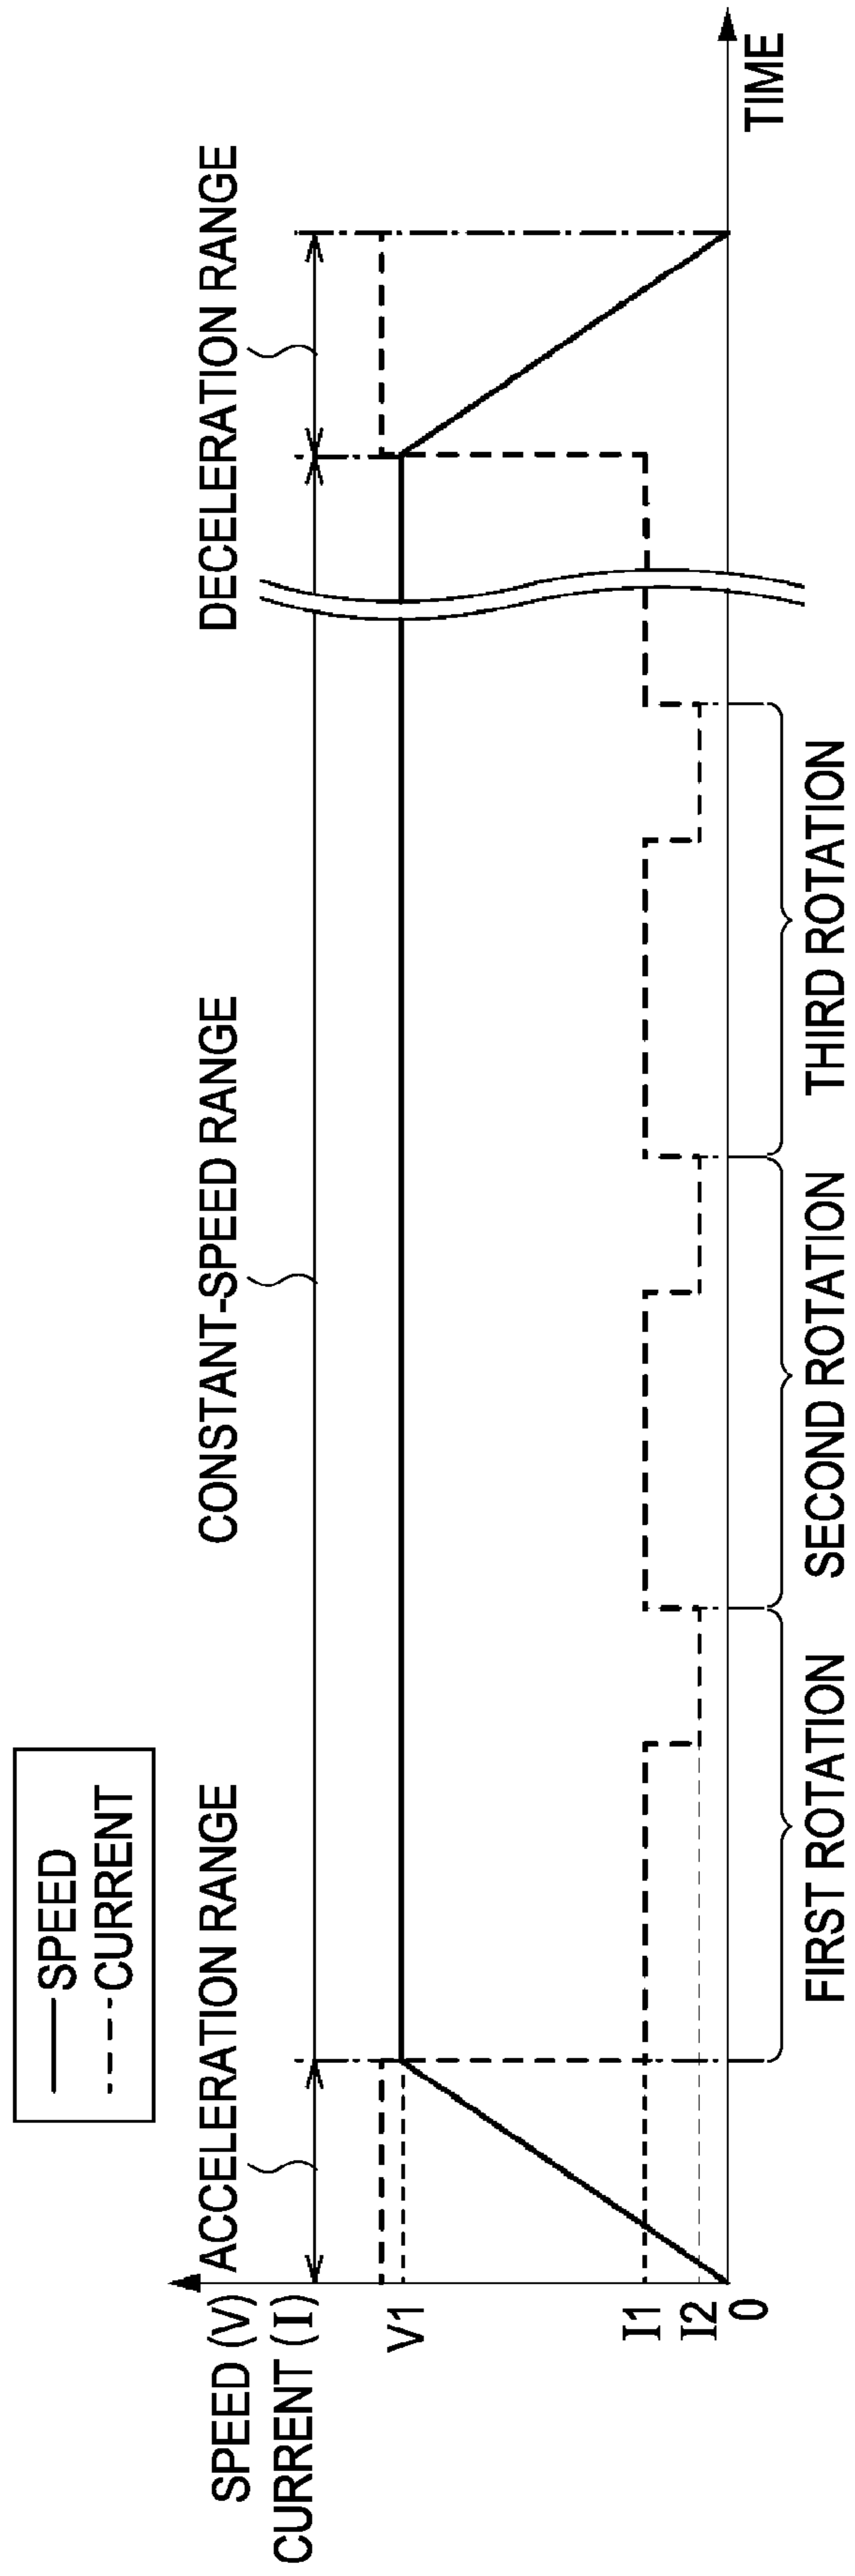 SPEED
CURRENT
SPEED (V)
CURRENT (I)
ACCELERATION RANGE
CONSTANT-SPEED RANGE
DECELERATION RANGE
V1
I1
I2
0
TIME
FIRST ROTATION
SECOND ROTATION
THIRD ROTATION